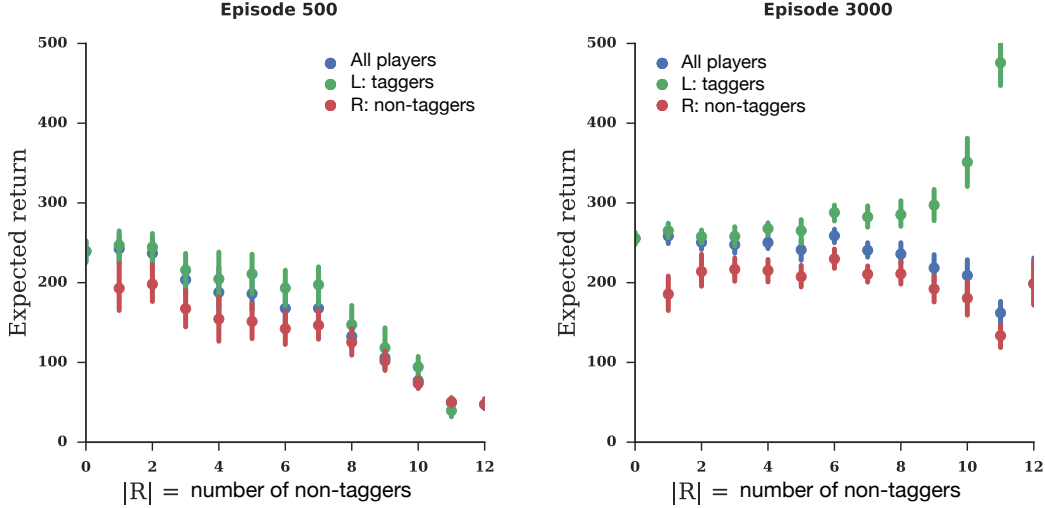 Episode 500
500
400
300
200
100
0
Expected return
All players
L: taggers
R: non-taggers
0 2 4 6 8 10 12
|R| = number of non-taggers
Episode 3000
500
400
300
200
100
0
Expected return
All players
L: taggers
R: non-taggers
0 2 4 6 8 10 12
|R| = number of non-taggers